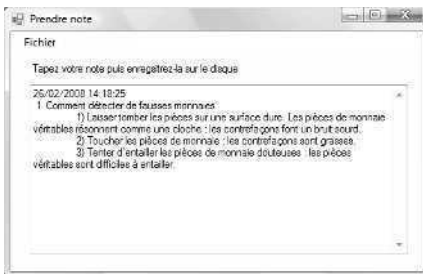 Prendre note
Fichier
Tapez votre note puis enregistrez-la sur le disque
26/02/2008 14:18:25
1 Comment détecter de fausses monnaies
1) Laisser tomber les pièces sur une surface dure. Les pièces de monnaie
véritables résonnent comme une cloche : les contrefaçons font un bruit sourd.
2) Toucher les pièces de monnaie : les contrefaçons sont grasses.
3) Tenter d'entailler les pièces de monnaie douteuses : les pièces
véritables sont difficiles à entailler.